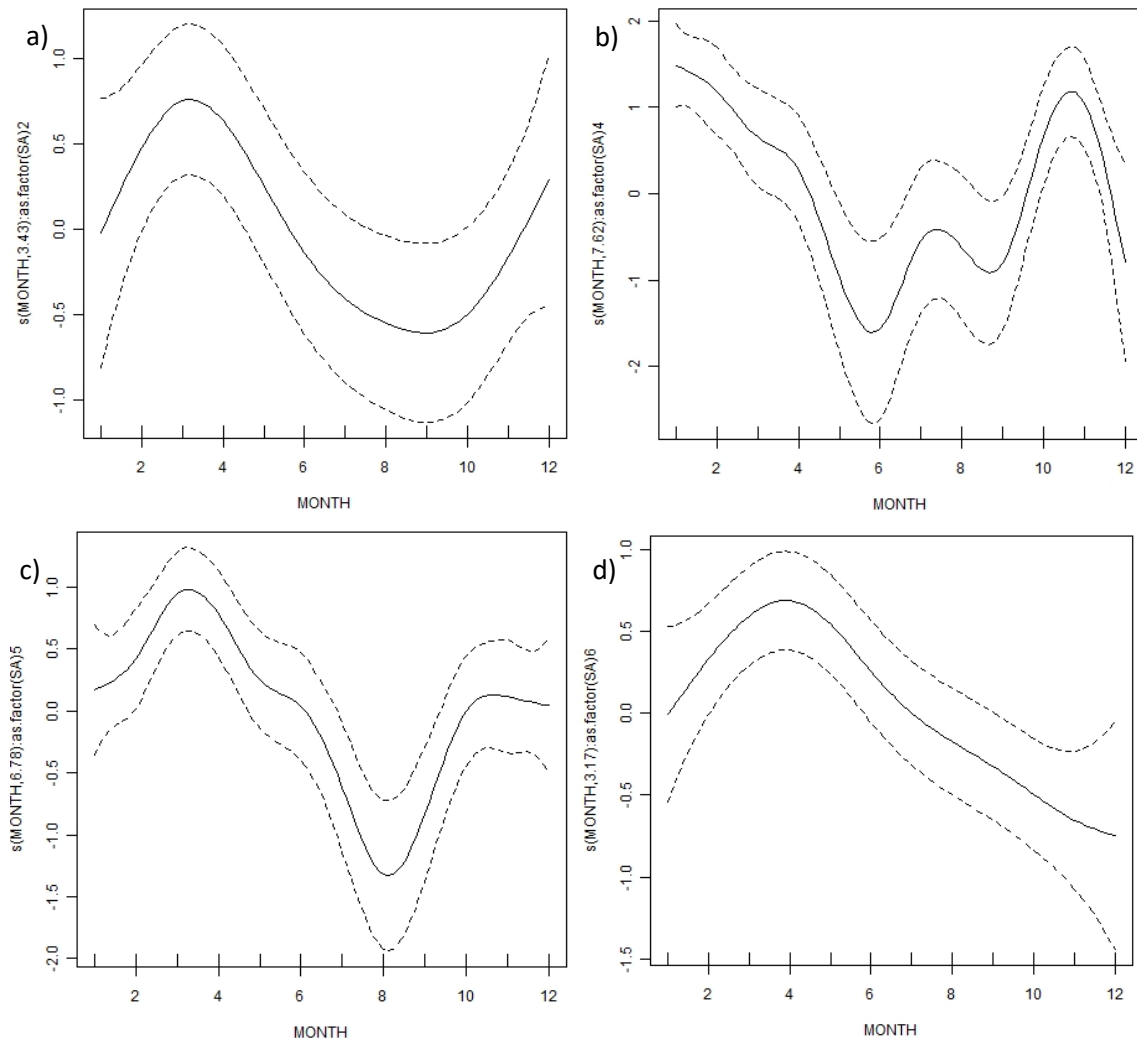 a)
s(MONTH,3.43):as.factor(SA)2
1.0
0.5
0.0
-0.5
-1.0
2 4 6 8 10 12
MONTH
b)
s(MONTH,7.62):as.factor(SA)4
2
1
0
-1
-2
2 4 6 8 10 12
MONTH
c)
s(MONTH,6.78):as.factor(SA)5
1.0
0.5
0.0
-0.5
-1.0
-1.5
-2.0
2 4 6 8 10 12
MONTH
d)
s(MONTH,3.17):as.factor(SA)6
1.0
0.5
0.0
-0.5
-1.0
-1.5
2 4 6 8 10 12
MONTH